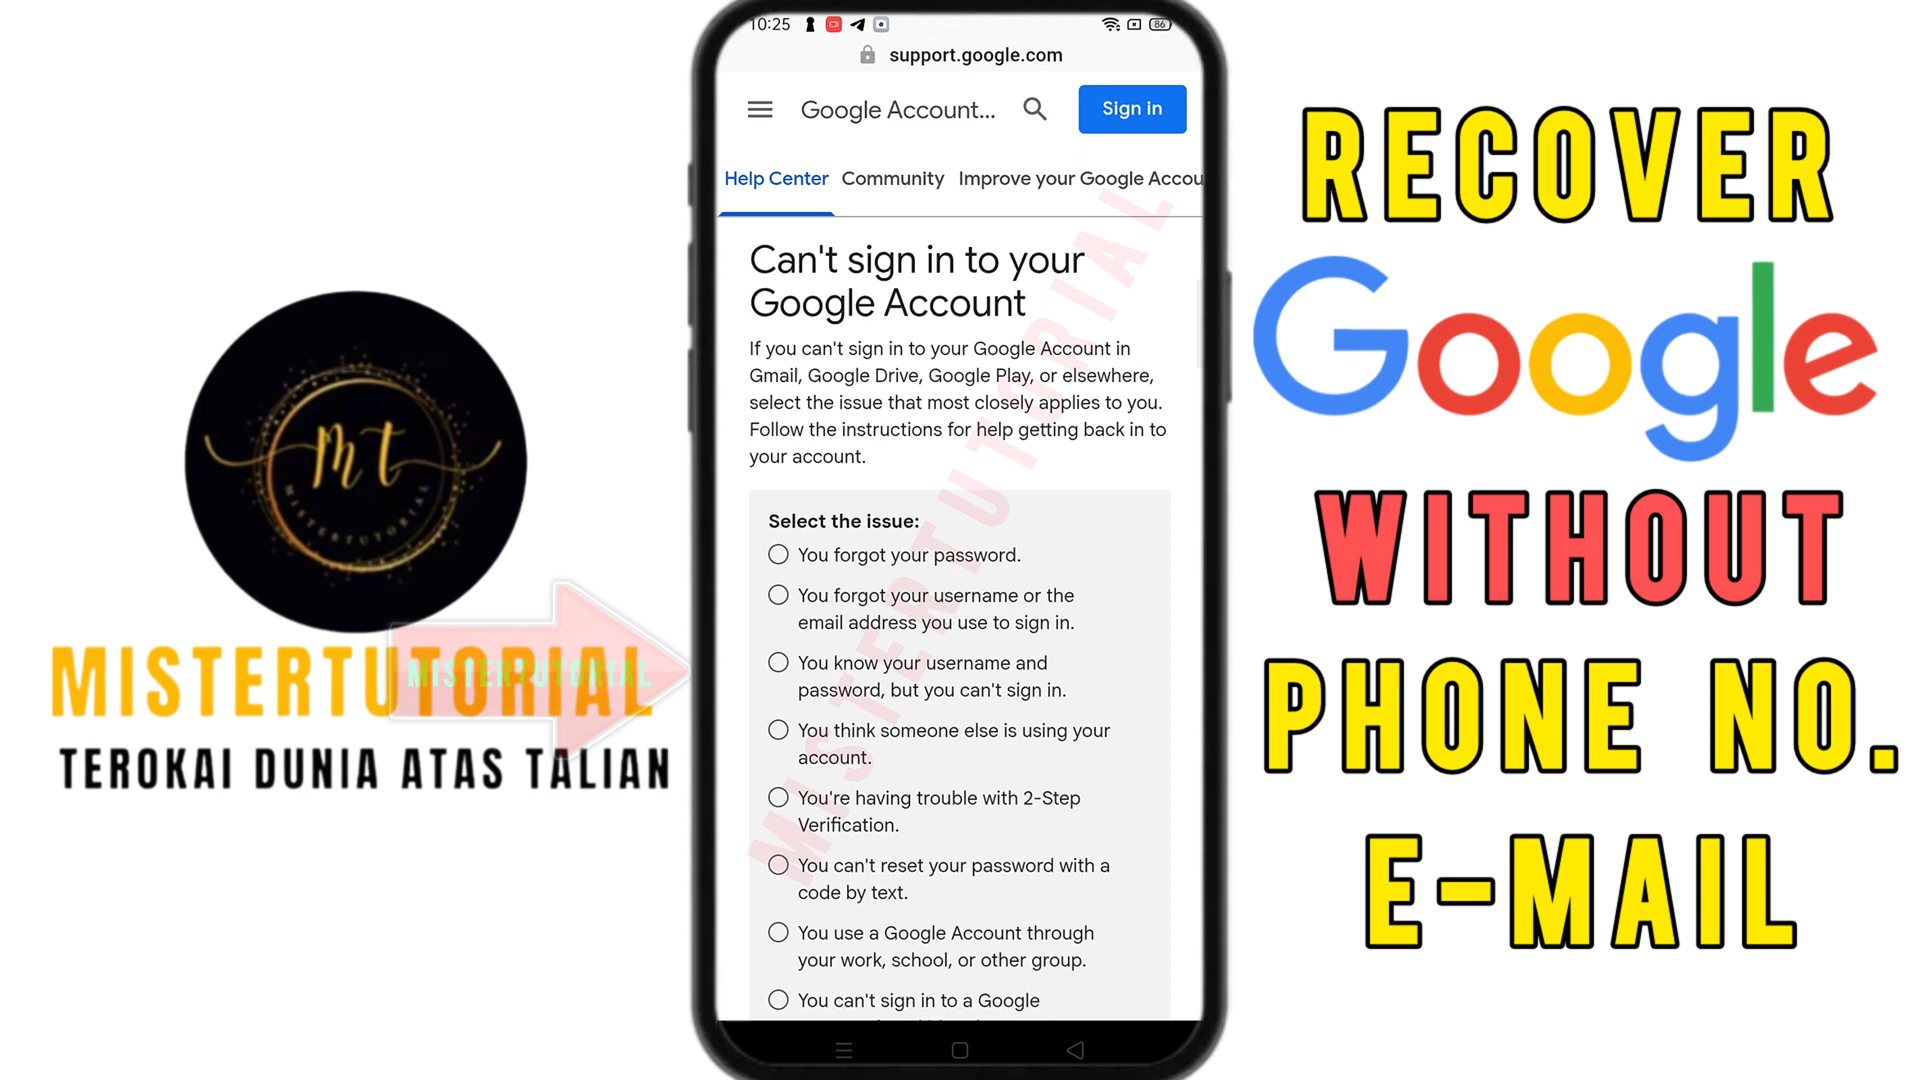 10:25
86
support.google.com
Google Account...
Sign in
Help Center
Community
Improve your Google Accou
Can't sign in to your
Google Account
If you can't sign in to your Google Account in
Gmail, Google Drive, Google Play, or elsewhere,
select the issue that most closely applies to you.
Follow the instructions for help getting back in to
your account.
Select the issue:
You forgot your password.
You forgot your username or the
email address you use to sign in.
You know your username and
password, but you can't sign in.
You think someone else is using your
account.
You're having trouble with 2-Step
Verification.
You can't reset your password with a
code by text.
You use a Google Account through
your work, school, or other group.
You can't sign in to a Google
MISTERTUTORIAL
mt
MISTERTUTORIAL
MISTERTUTORIAL
MISTERTUTORIAL
TEROKAI DUNIA ATAS TALIAN
RECOVER
Google
WITHOUT
PHONE NO.
E-MAIL